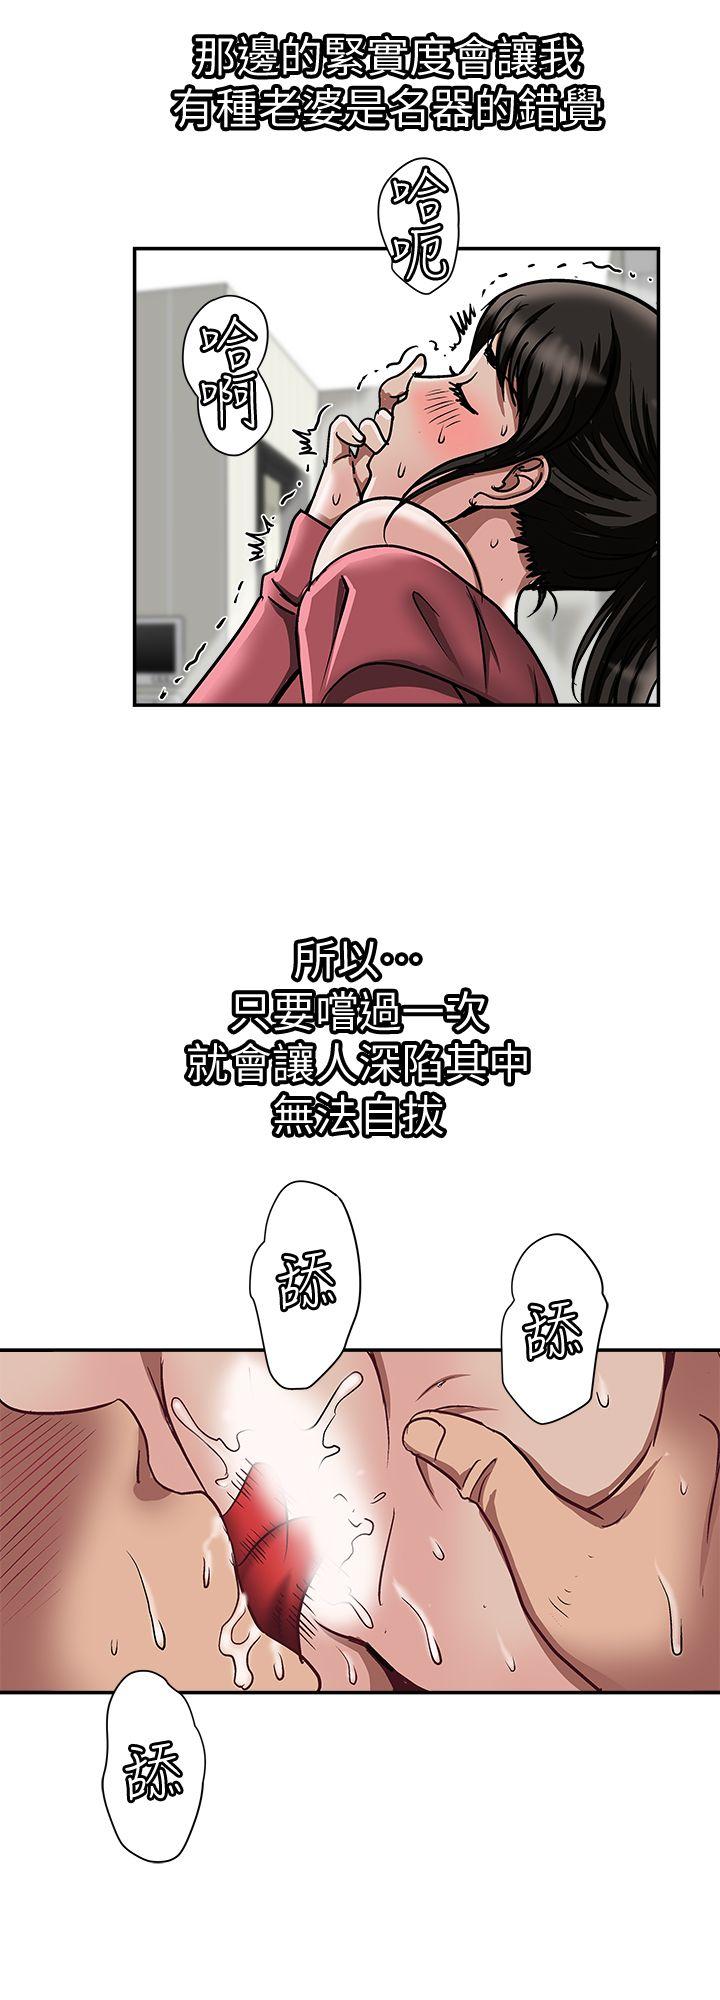 那邊的緊實度會讓我
有種老婆是名器的錯覺
哈呃
哈啊
所以…
只要嚐過一次
就會讓人深陷其中
無法自拔
舔
舔
舔